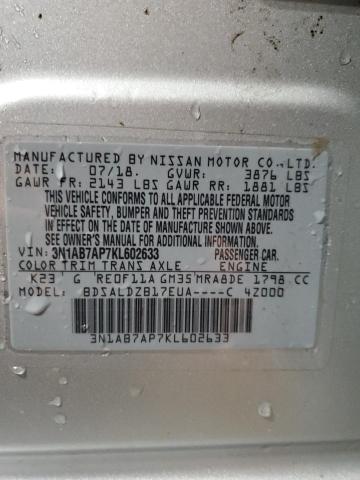 MANUFACTURED BY NISSAN MOTOR CO., LTD.
DATE: 07/18. GVWR: 3876 LBS
GAWR FR: 2143 LBS GAWR RR: 1881 LBS
THIS VEHICLE CONFORMS TO ALL APPLICABLE FEDERAL MOTOR
VEHICLE SAFETY, BUMPER AND THEFT PREVENTION STANDARDS
IN EFFECT ON THE DATE OF MANUFACTURE SHOWN ABOVE.
SEE OWNER'S MANUAL FOR ADDITIONAL INFORMATION.
VIN: 3N1AB7AP7KL602633 PASSENGER CAR.
COLOR TRIM TRANS AXLE ENGINE
K23 G RE0F11A GM35 MRA8DE 1798 CC
MODEL: BDSALDZB17EUA----C 4Z000
3N1AB7AP7KL602633